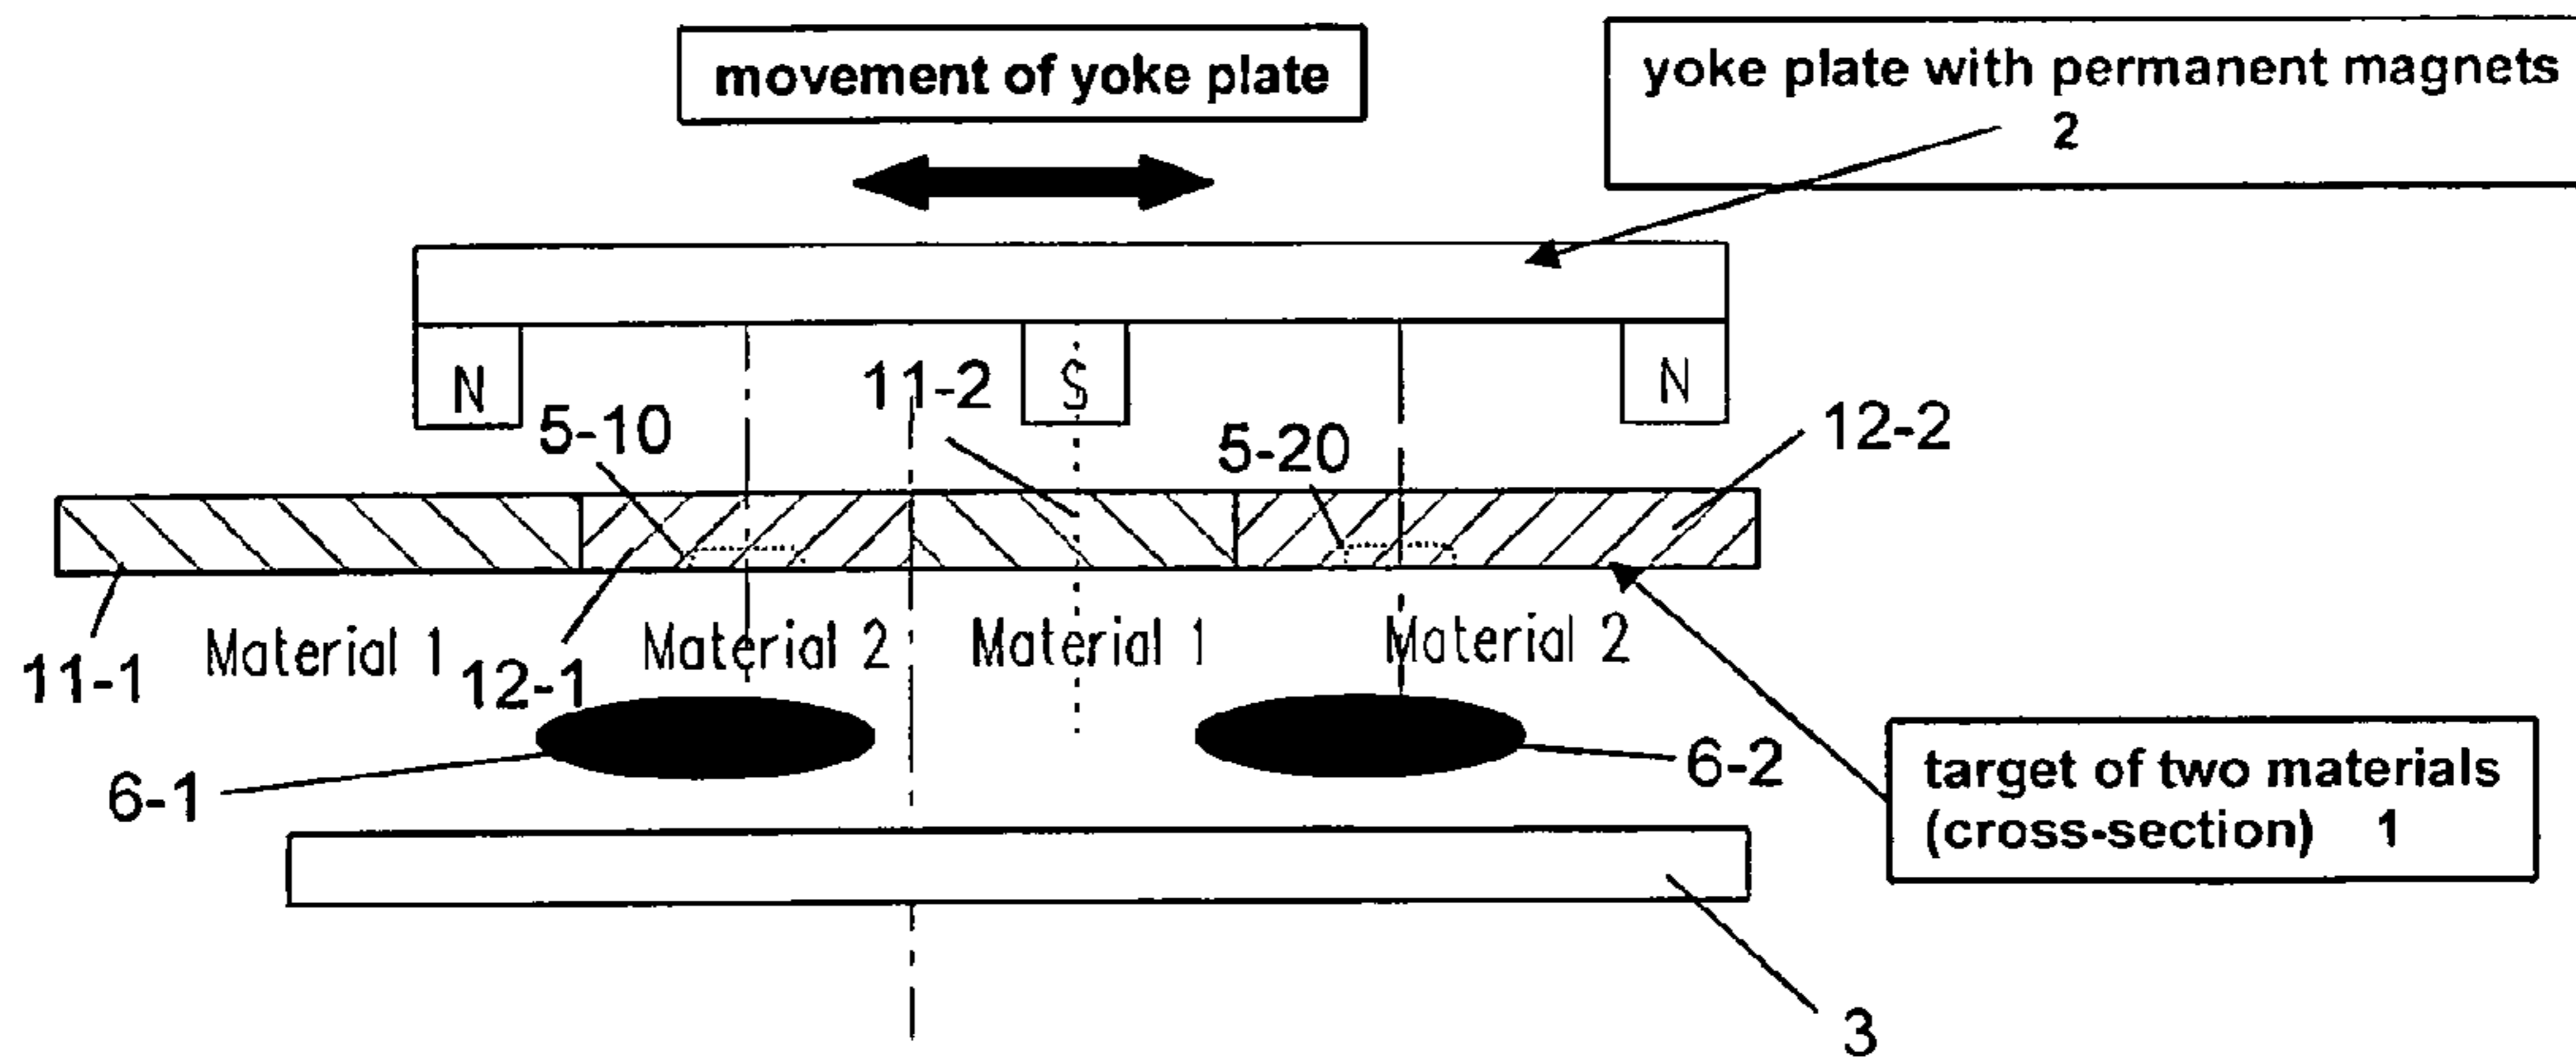 movement of yoke plate
yoke plate with permanent magnets
2
N
S
N
5-10
11-2
5-20
12-2
11-1
Material 1
12-1
Material 2
Material 1
Material 2
6-1
6-2
target of two materials
(cross-section) 1
3